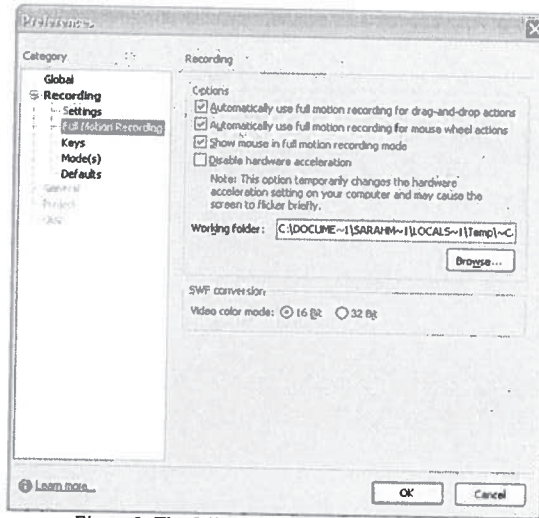 Preferences
Category
Global
Recording
Settings
Full Motion Recording
Keys
Mode(s)
Defaults
General
Project
Quiz
Recording
Options
Automatically use full motion recording for drag-and-drop actions
Automatically use full motion recording for mouse wheel actions
Show mouse in full motion recording mode
Disable hardware acceleration
Note: This option temporarily changes the hardware
acceleration setting on your computer and may cause the
screen to flicker briefly.
Working folder: C:\DOCUME~1\SARAHM~1\LOCALS~1\Temp\~C
Browse...
SWF conversion
Video color mode: 16 Bit 32 Bit
Learn more...
OK Cancel